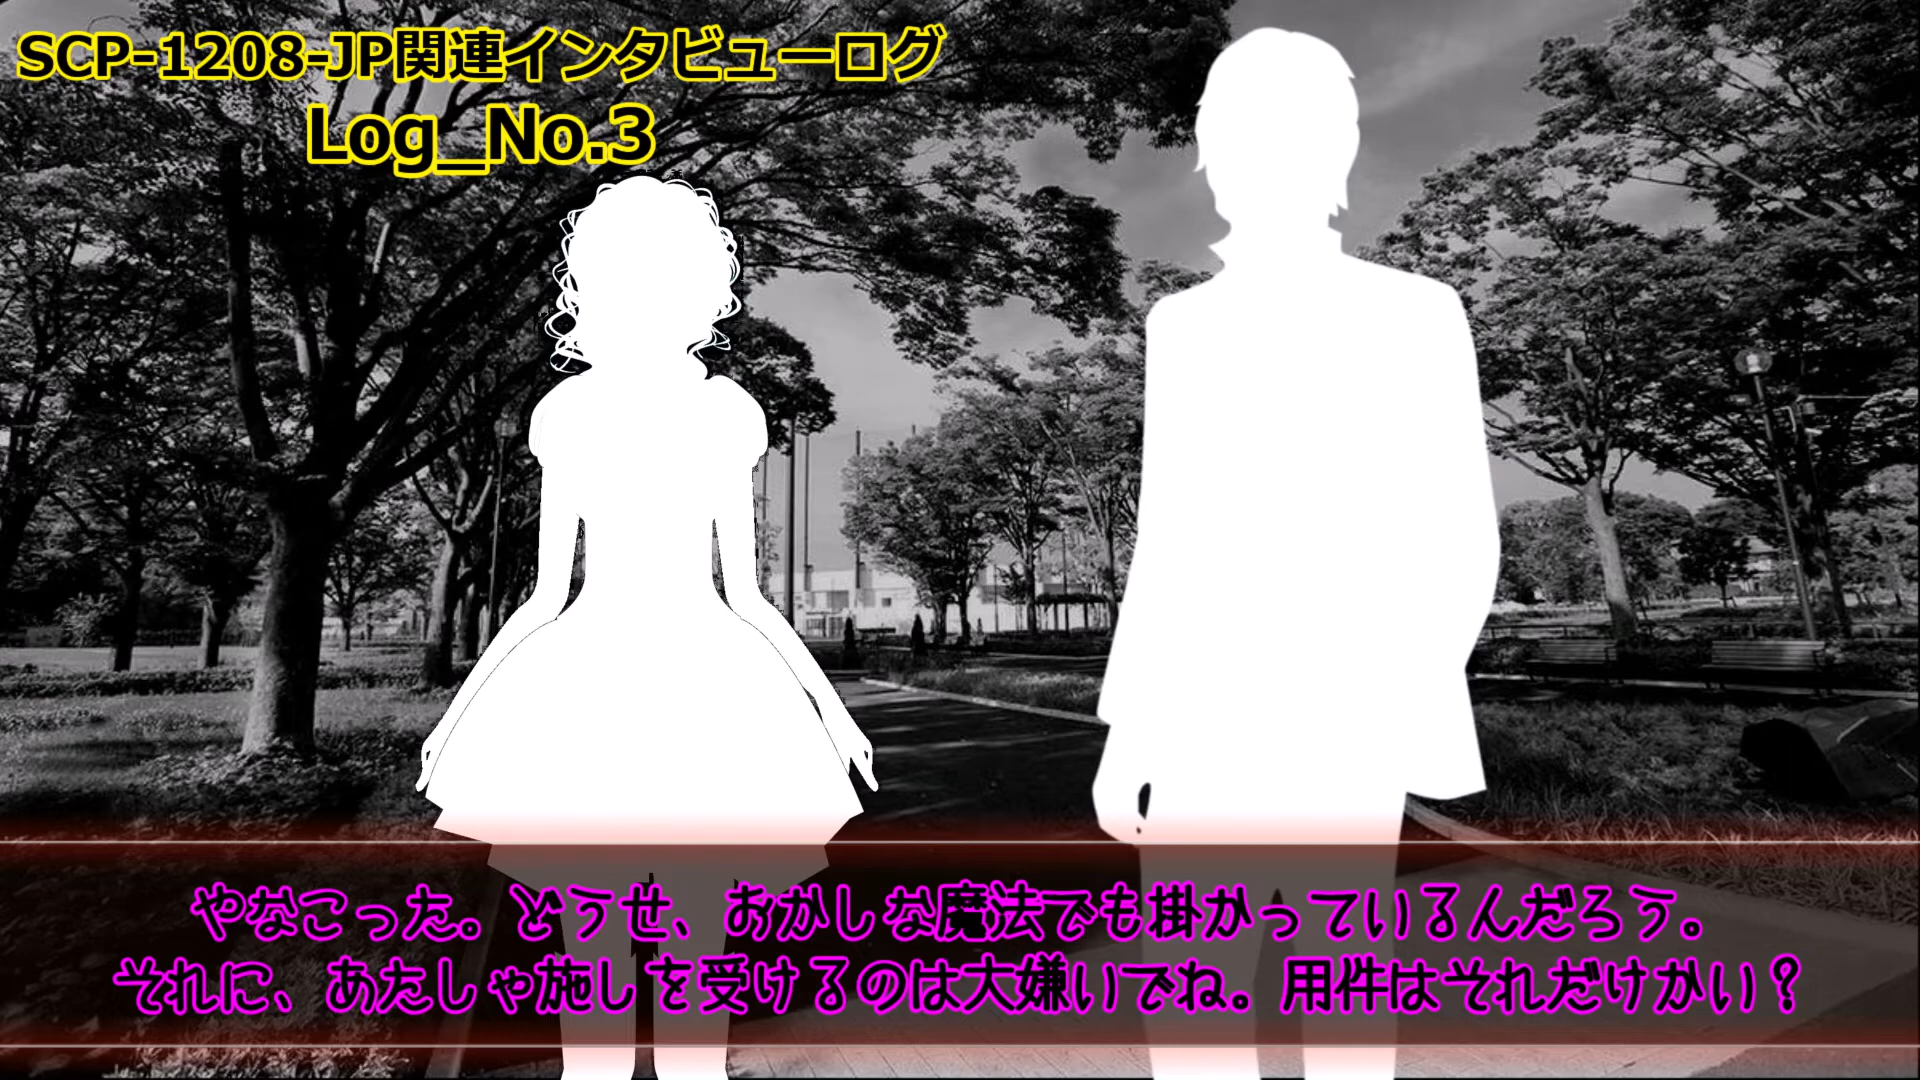 SCP-1208-JP関連インタビューログ
Log_No.3
やなこった。どうせ、おかしな魔法でも掛かっているんだろう。
それに、あたしゃ施しを受けるのは大嫌いでね。用件はそれだけかい？